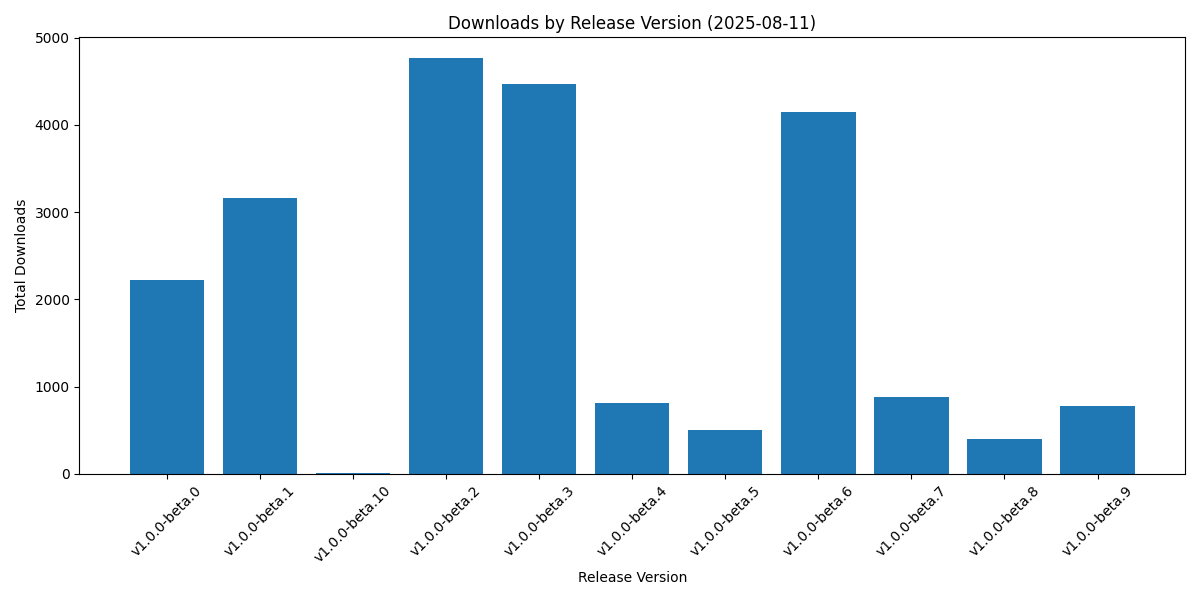 Downloads by Release Version (2025-08-11)
Total Downloads
5000
4000
3000
2000
1000
0
v1.0.0-beta.0
v1.0.0-beta.1
v1.0.0-beta.10
v1.0.0-beta.2
v1.0.0-beta.3
v1.0.0-beta.4
v1.0.0-beta.5
v1.0.0-beta.6
v1.0.0-beta.7
v1.0.0-beta.8
v1.0.0-beta.9
Release Version